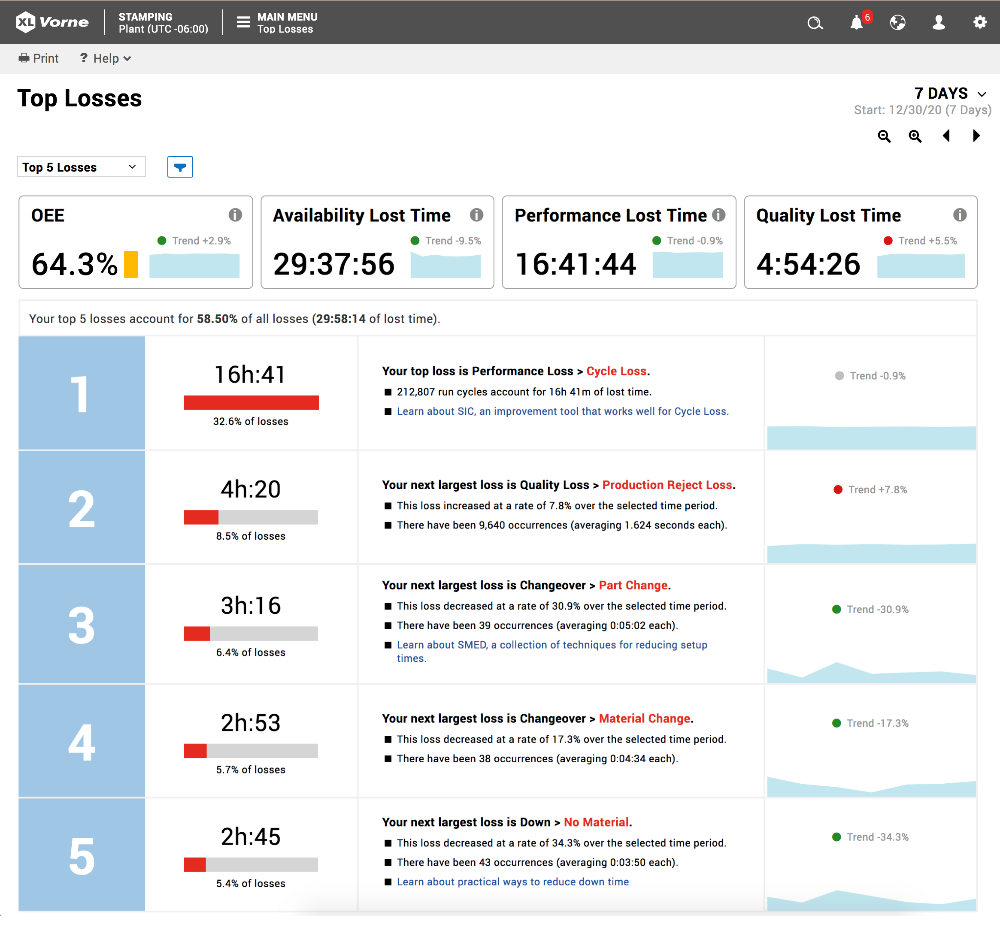 XL Vorne
STAMPING
Plant (UTC -06:00)
MAIN MENU
Top Losses
6
Print
? Help
Top Losses
7 DAYS
Start: 12/30/20 (7 Days)
Top 5 Losses
OEE
Trend +2.9%
64.3%
Availability Lost Time
Trend -9.5%
29:37:56
Performance Lost Time
Trend -0.9%
16:41:44
Quality Lost Time
Trend +5.5%
4:54:26
Your top 5 losses account for 58.50% of all losses (29:58:14 of lost time).
1
16h:41
32.6% of losses
Your top loss is Performance Loss > Cycle Loss.
212,807 run cycles account for 16h 41m of lost time.
Learn about SIC, an improvement tool that works well for Cycle Loss.
Trend -0.9%
2
4h:20
8.5% of losses
Your next largest loss is Quality Loss > Production Reject Loss.
This loss increased at a rate of 7.8% over the selected time period.
There have been 9,640 occurrences (averaging 1.624 seconds each).
Trend +7.8%
3
3h:16
6.4% of losses
Your next largest loss is Changeover > Part Change.
This loss decreased at a rate of 30.9% over the selected time period.
There have been 39 occurrences (averaging 0:05:02 each).
Learn about SMED, a collection of techniques for reducing setup
times.
Trend -30.9%
4
2h:53
5.7% of losses
Your next largest loss is Changeover > Material Change.
This loss decreased at a rate of 17.3% over the selected time period.
There have been 38 occurrences (averaging 0:04:34 each).
Trend -17.3%
5
2h:45
5.4% of losses
Your next largest loss is Down > No Material.
This loss decreased at a rate of 34.3% over the selected time period.
There have been 43 occurrences (averaging 0:03:50 each).
Learn about practical ways to reduce down time
Trend -34.3%